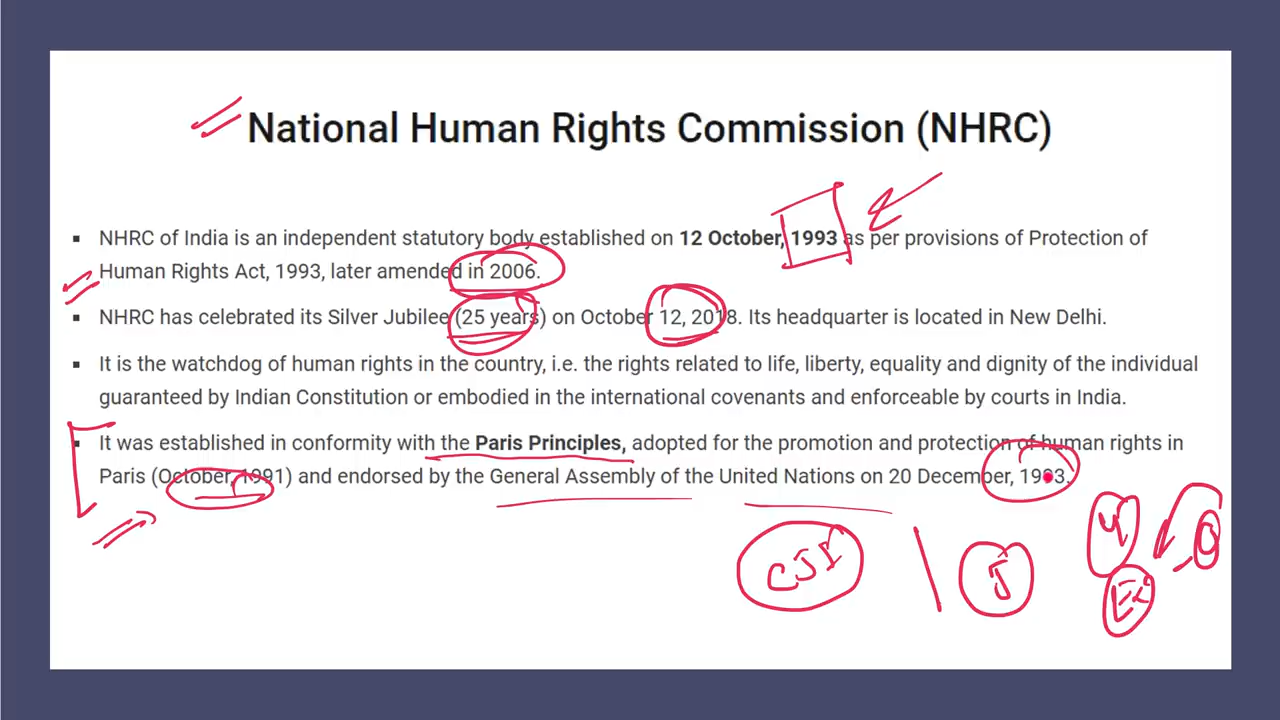 National Human Rights Commission (NHRC)
▪ NHRC of India is an independent statutory body established on 12 October, 1993 as per provisions of Protection of
Human Rights Act, 1993, later amended in 2006.
▪ NHRC has celebrated its Silver Jubilee (25 years) on October 12, 2018. Its headquarter is located in New Delhi.
▪ It is the watchdog of human rights in the country, i.e. the rights related to life, liberty, equality and dignity of the individual
guaranteed by Indian Constitution or embodied in the international covenants and enforceable by courts in India.
▪ It was established in conformity with the Paris Principles, adopted for the promotion and protection of human rights in
Paris (October, 1991) and endorsed by the General Assembly of the United Nations on 20 December, 1993.
CJI J